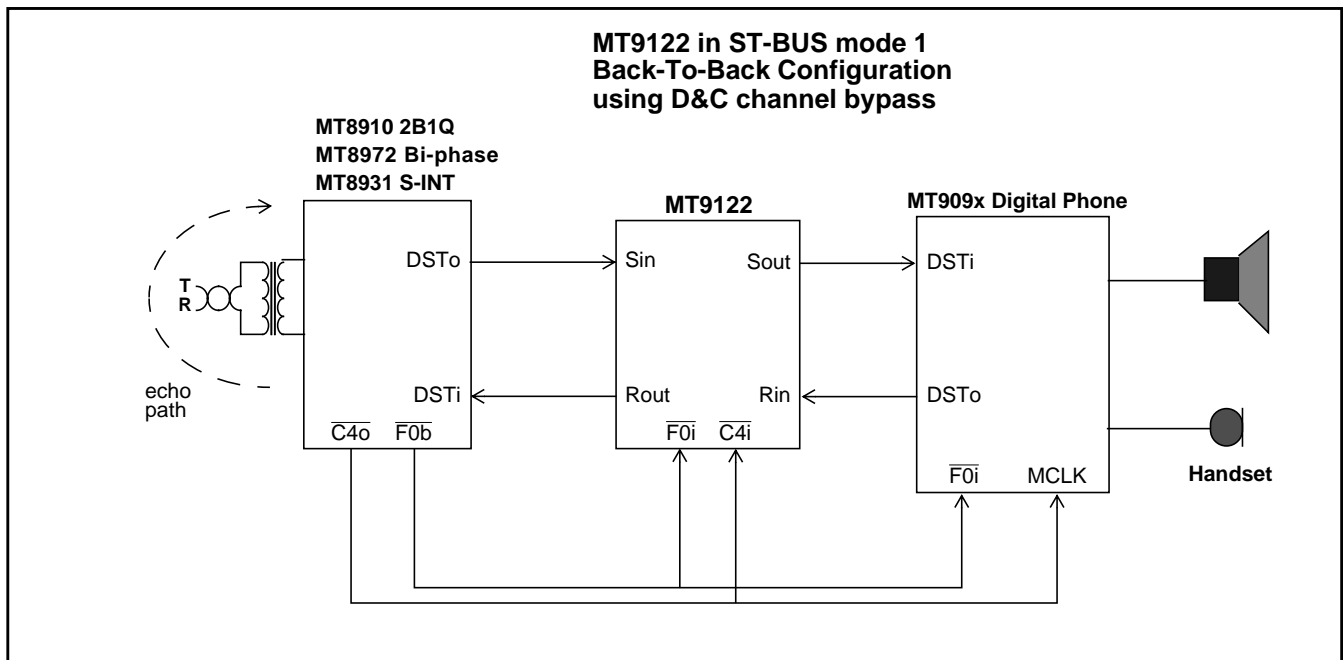 MT9122 in ST-BUS mode 1
Back-To-Back Configuration
using D&C channel bypass
MT8910 2B1Q
MT8972 Bi-phase
MT8931 S-INT
MT9122
MT909x Digital Phone
DSTo
Sin
Sout
DSTi
T
R
echo
path
DSTi
Rout
Rin
DSTo
C4o
F0b
F0i
C4i
F0i
MCLK
Handset